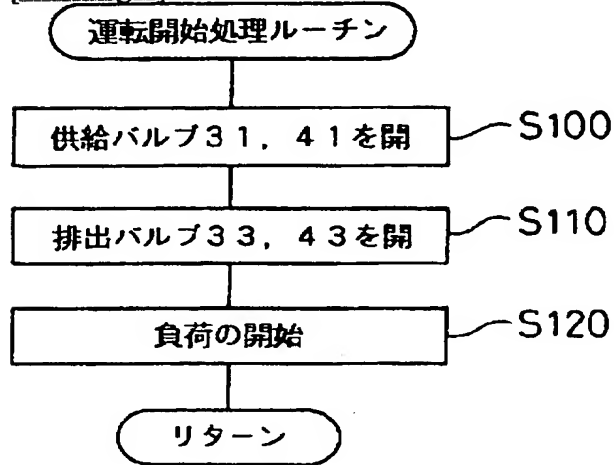 運転開始処理ルーチン
供給バルブ31，41を開
S100
排出バルブ33，43を開
S110
負荷の開始
S120
リターン